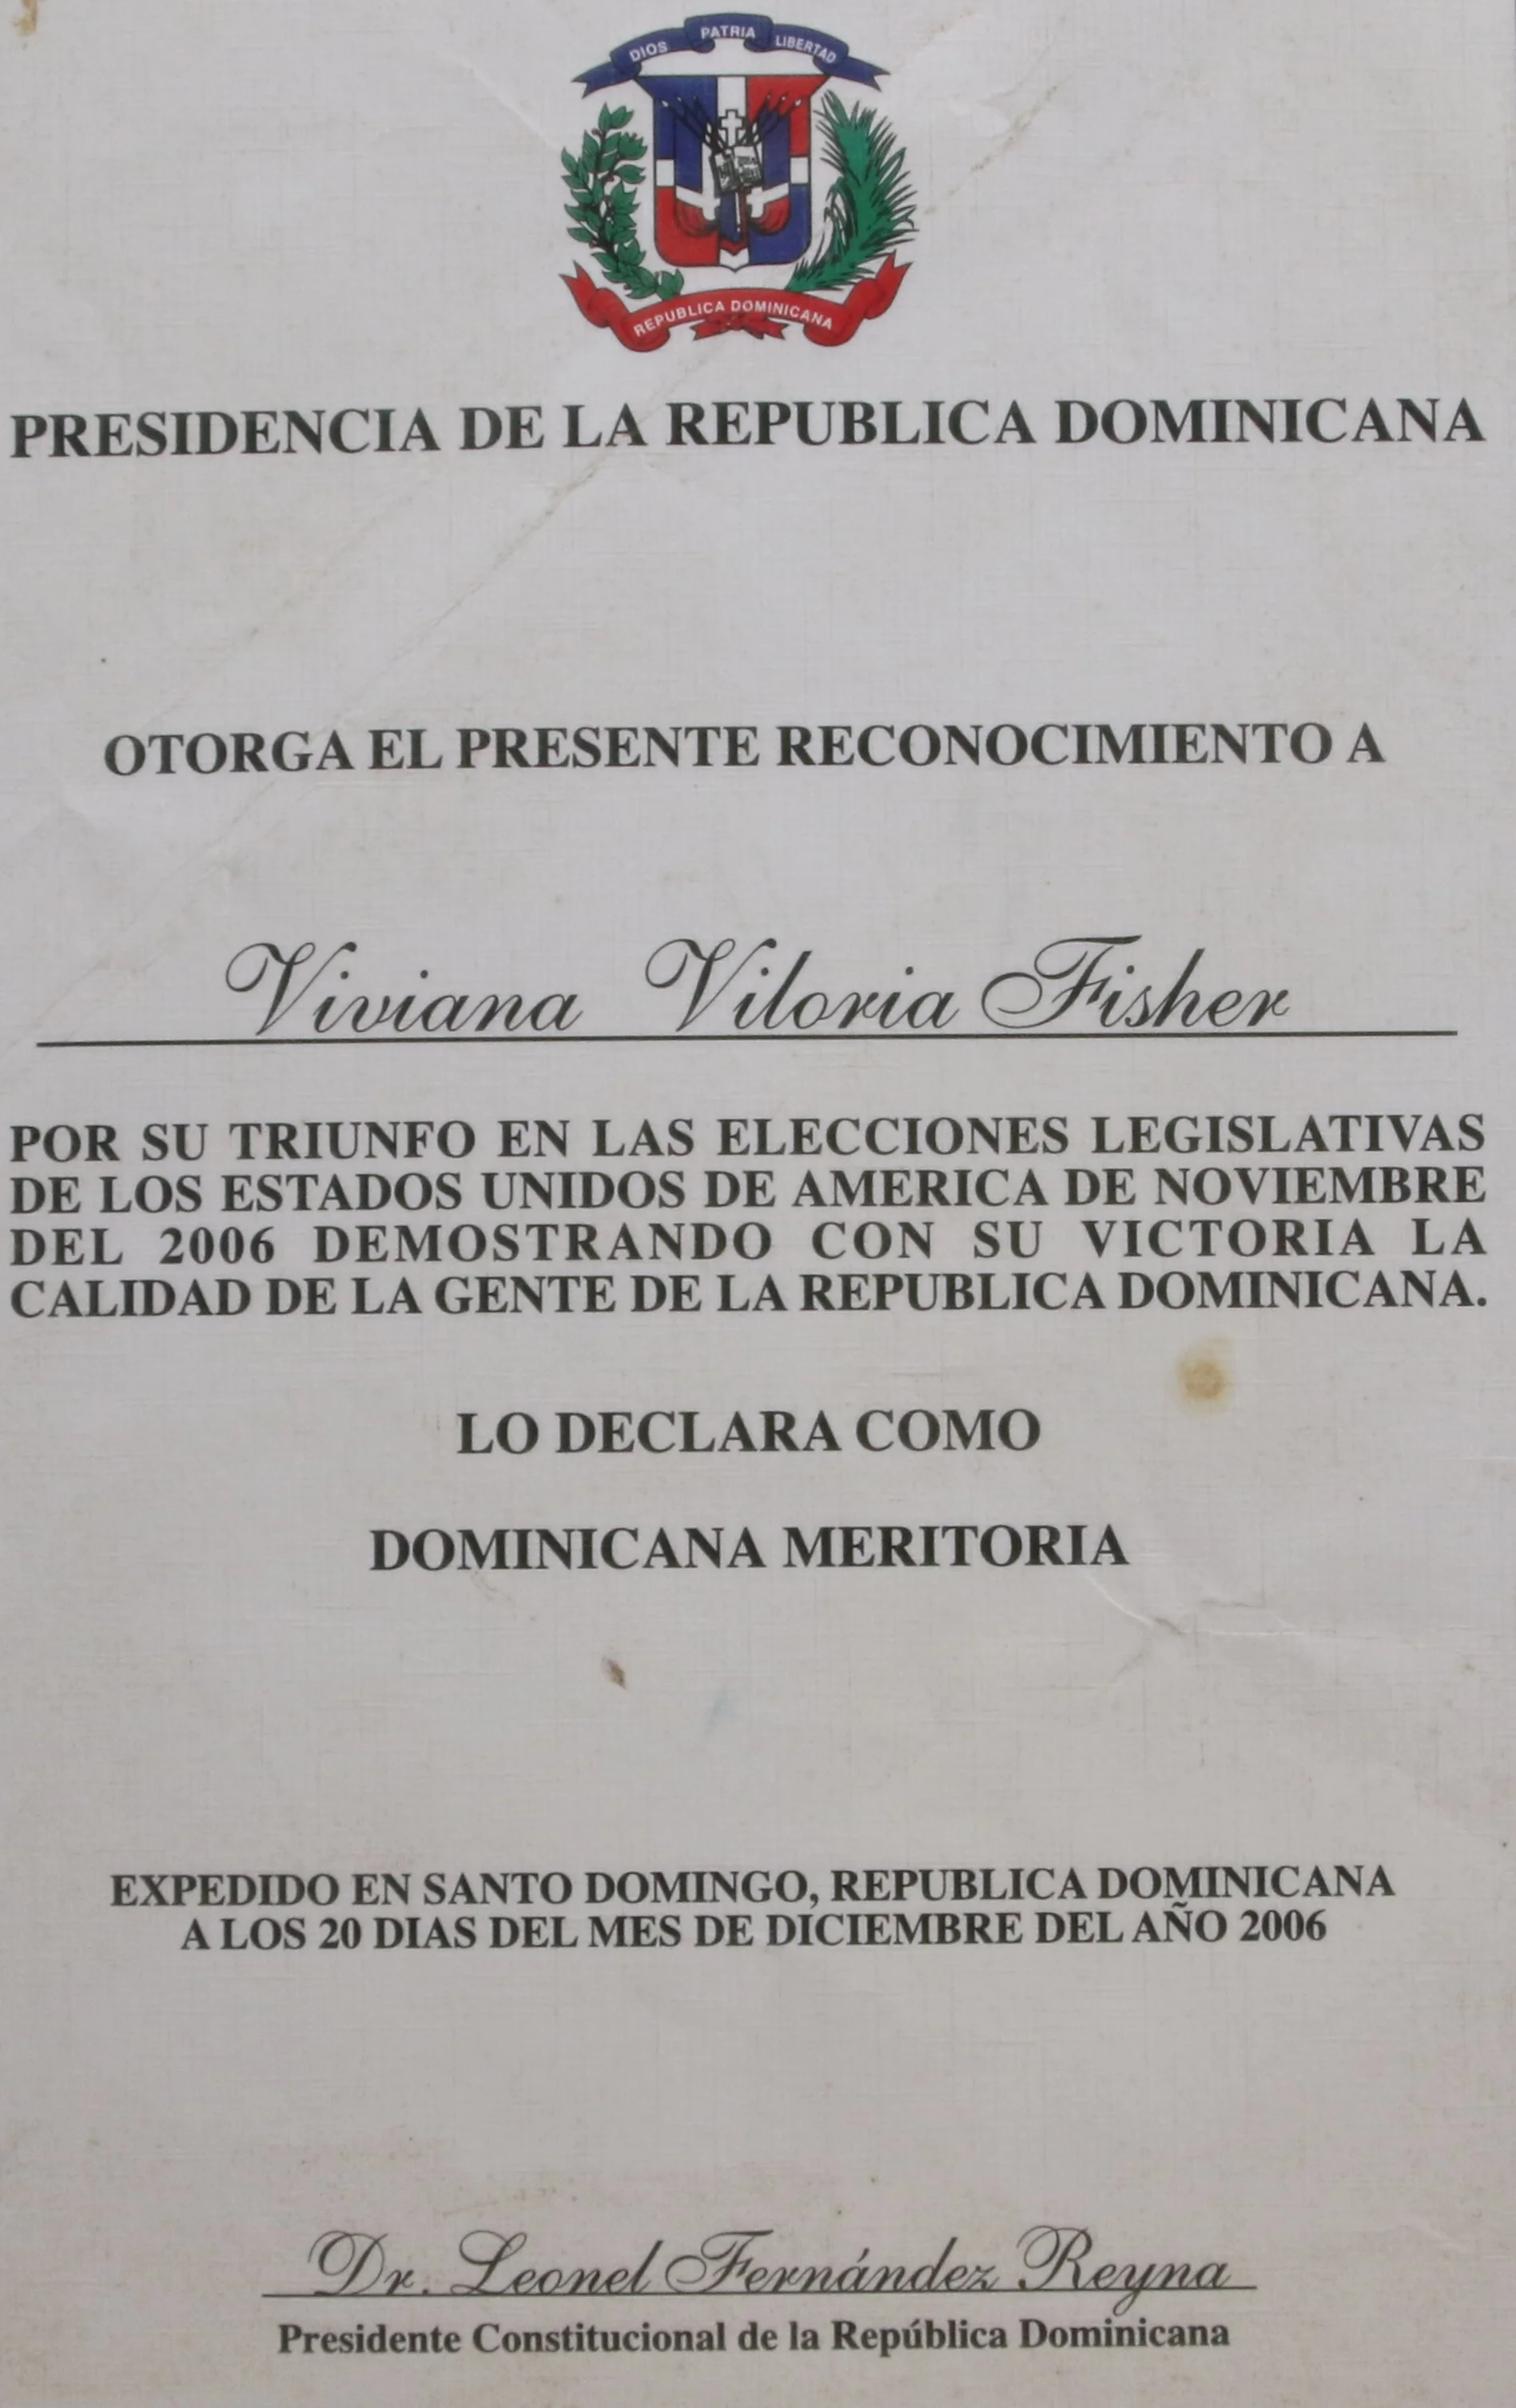 DIOS PATRIA LIBERTAD
REPUBLICA DOMINICANA
PRESIDENCIA DE LA REPUBLICA DOMINICANA
OTORGA EL PRESENTE RECONOCIMIENTO A
Viviana Viloria Fisher
POR SU TRIUNFO EN LAS ELECCIONES LEGISLATIVAS
DE LOS ESTADOS UNIDOS DE AMERICA DE NOVIEMBRE
DEL 2006 DEMOSTRANDO CON SU VICTORIA LA
CALIDAD DE LA GENTE DE LA REPUBLICA DOMINICANA.
LO DECLARA COMO
DOMINICANA MERITORIA
EXPEDIDO EN SANTO DOMINGO, REPUBLICA DOMINICANA
A LOS 20 DIAS DEL MES DE DICIEMBRE DEL AÑO 2006
Dr. Leonel Fernández Reyna
Presidente Constitucional de la República Dominicana